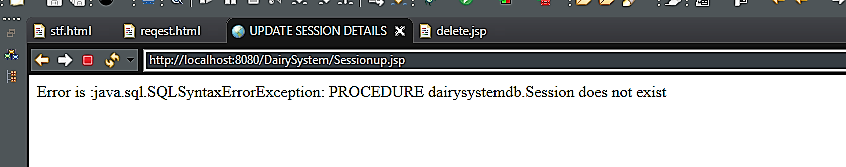 stf.html
reqest.html
UPDATE SESSION DETAILS
delete.jsp
http://localhost:8080/DairySystem/Sessionup.jsp
Error is :java.sql.SQLSyntaxErrorException: PROCEDURE dairysystemdb.Session does not exist